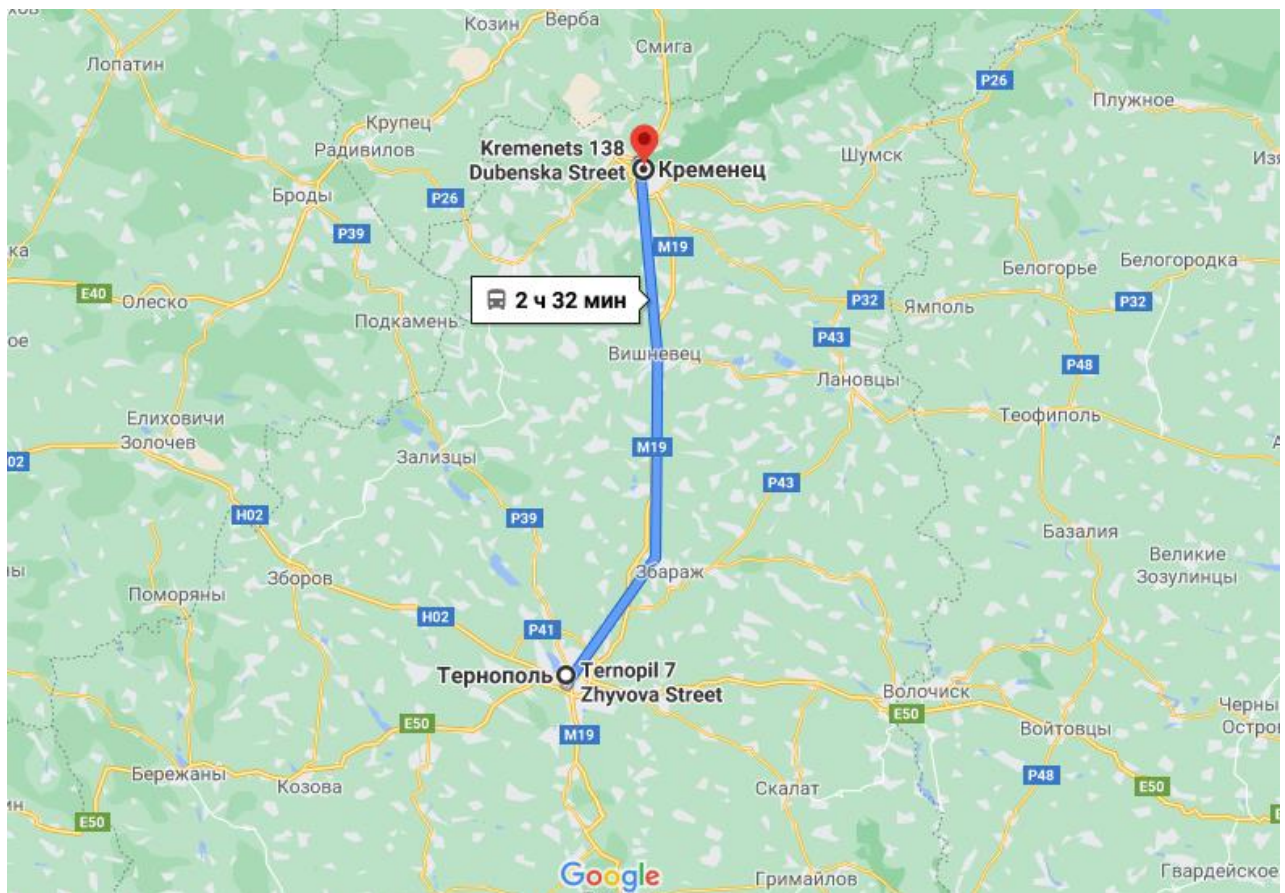 Козин
Верба
Смига
Лопатин
P26
Плужное
Крупец
Радивилов
Kremenets 138
Dubenska Street
Кременец
Шумск
Броды
P26
P39
M19
Белогорье
Белогородка
E40
Олеско
2 ч 32 мин
P32
Ямполь
P32
Подкамень
P43
Вишневец
P48
Лановцы
Елиховичи
Золочев
Теофиполь
02
Зализцы
M19
P43
H02
P39
Базалия
Збараж
Великие
Зозулинцы
Зборов
Поморяны
H02
P41
Тернополь
Ternopil 7
Zhyvova Street
Волочиск
E50
E50
M19
Войтовцы
Черны
Остров
Бережаны
Козова
Скалат
P48
E50
E50
Google
Гримайлов
Гвардейское